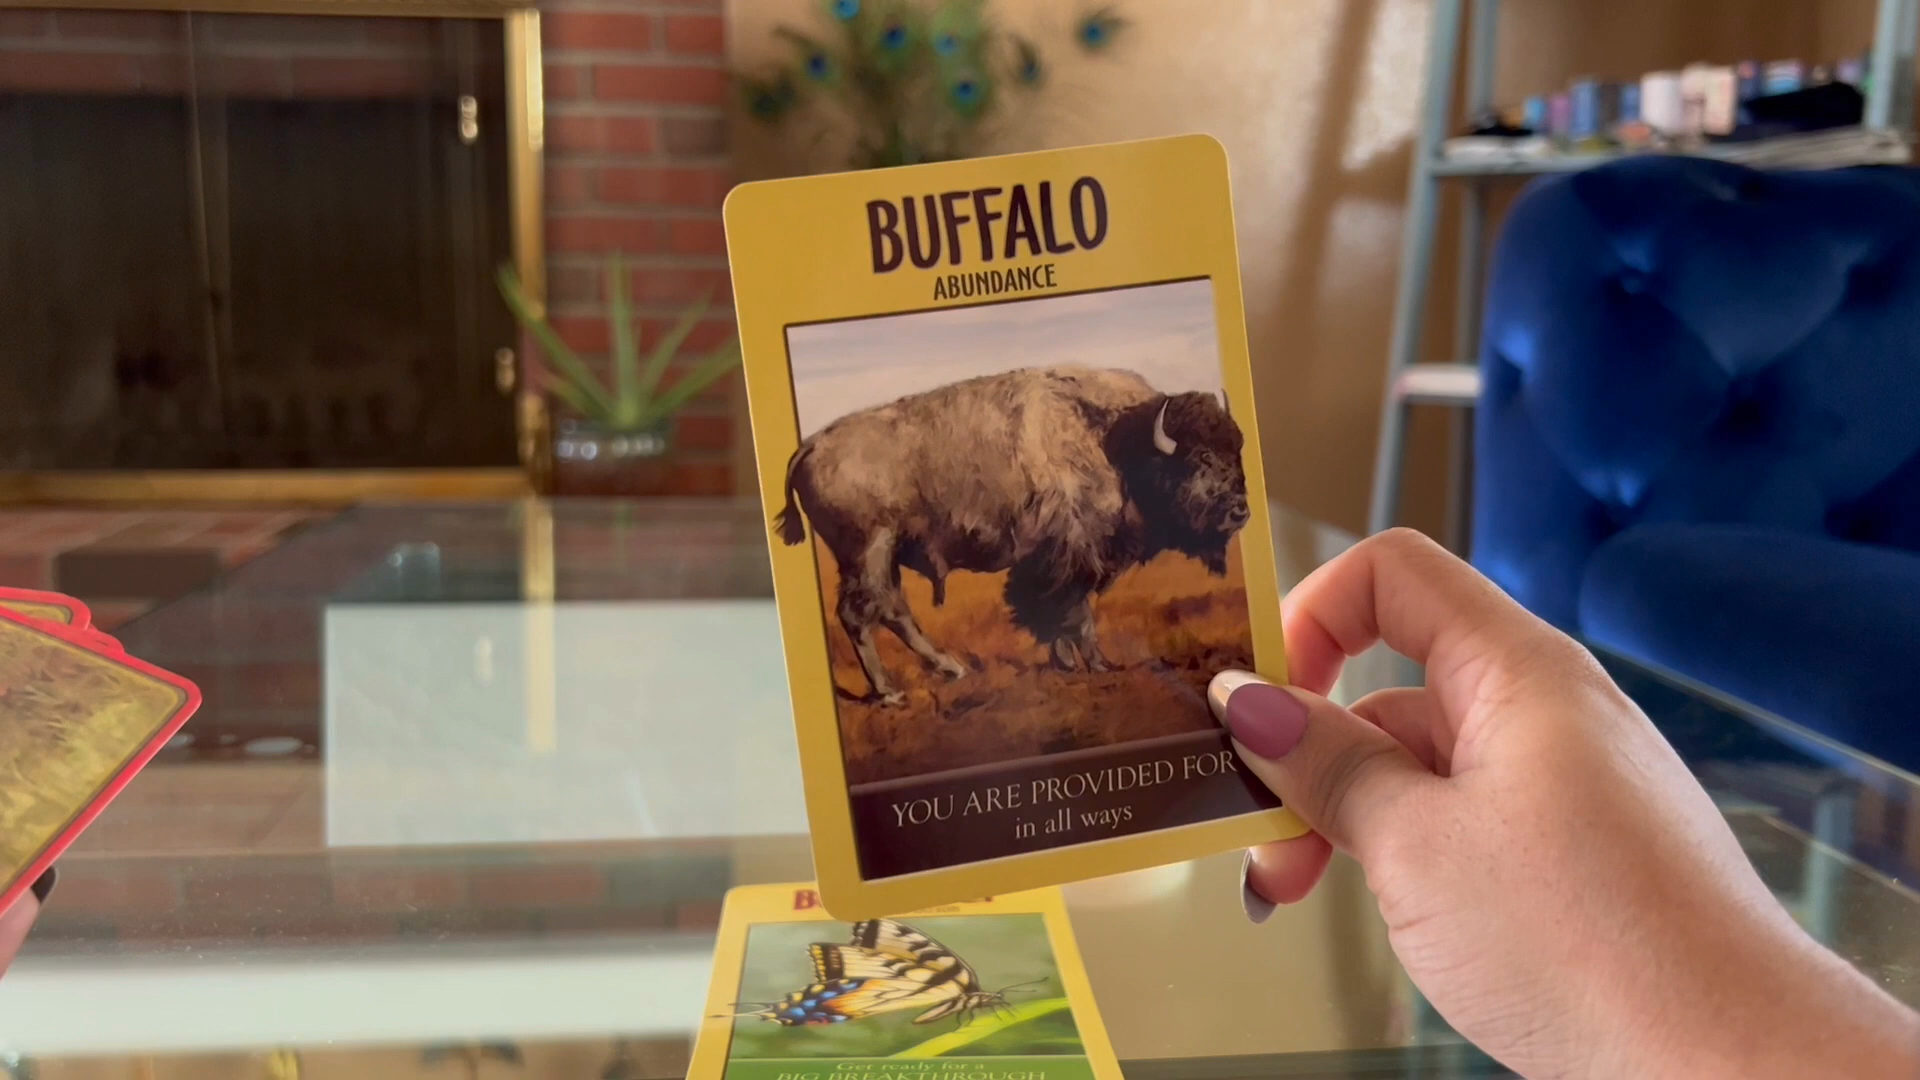 BUFFALO
ABUNDANCE
YOU ARE PROVIDED FOR
in all ways
Get ready for a
BIG BREAKTHROUGH